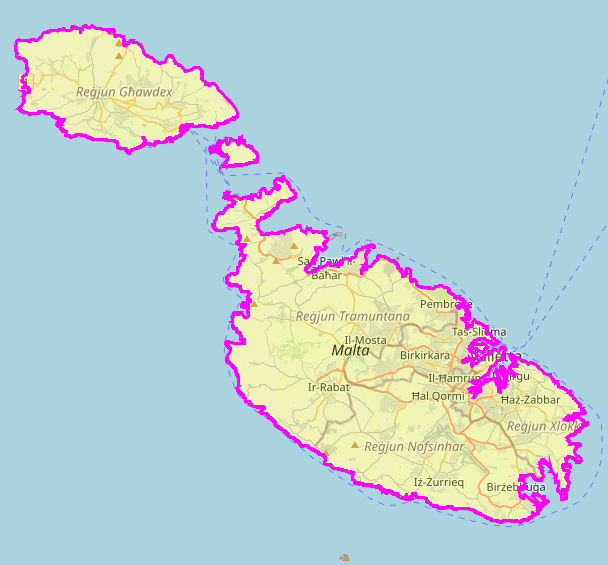 Reġjun Għawdex
San Pawl il-
Baħar
Pembroke
Reġjun Tramuntana
Tas-Sliema
Il-Mosta
Malta
Birkirkara
Valletta
Il-Ħamrun
Ir-Rabat
Ħal Qormi
Ħaż-Żabbar
Reġjun Xlokk
Reġjun Nofsinhar
Iż-Żurrieq
Birżebbuġa